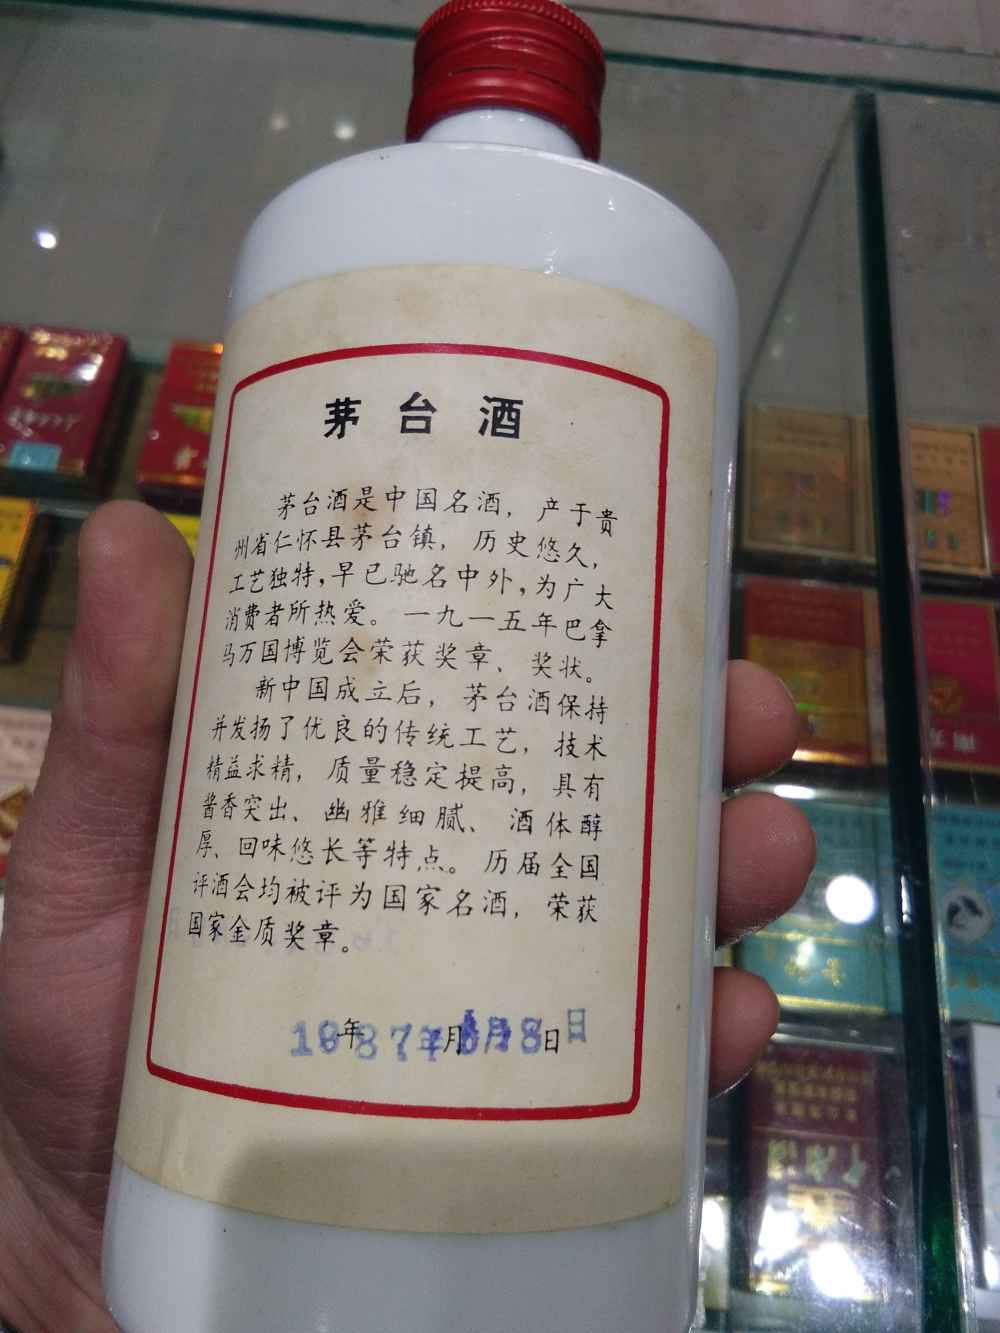 茅台酒
茅台酒是中国名酒，产于贵
州省仁怀县茅台镇，历史悠久，
工艺独特，早已驰名中外，为广大
消费者所热爱。一九一五年巴拿
马万国博览会荣获奖章、奖状。
新中国成立后，茅台酒保持
并发扬了优良的传统工艺，技术
精益求精，质量稳定提高，具有
酱香突出、幽雅细腻、酒体醇
厚、回味悠长等特点。历届全国
评酒会均被评为国家名酒，荣获
国家金质奖章。
年 月 日